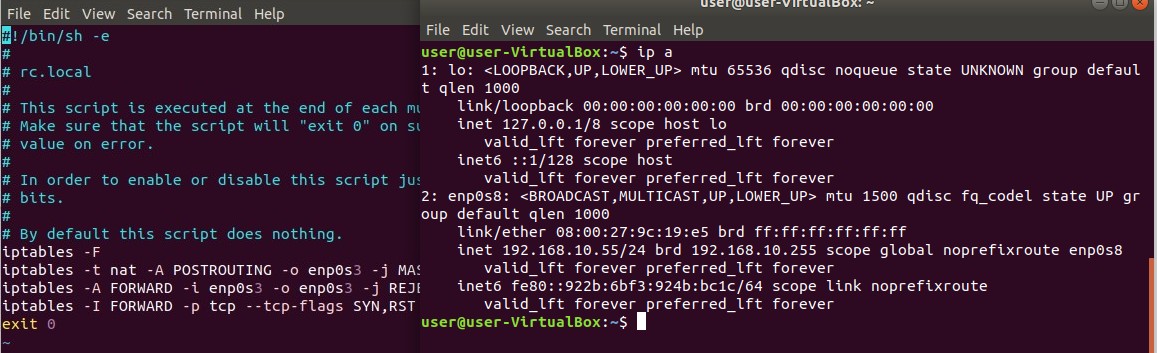 File Edit View Search Terminal Help
#!/bin/sh -e
#
# rc.local
#
# This script is executed at the end of each
# Make sure that the script will "exit 0" on
# value on error.
#
# In order to enable or disable this script
# bits.
#
# By default this script does nothing.
iptables -F
iptables -t nat -A POSTROUTING -o enp0s3 -j MAS
iptables -A FORWARD -i enp0s3 -o enp0s3 -j REJE
iptables -I FORWARD -p tcp --tcp-flags SYN,RST
exit 0
~
user@user-VirtualBox: ~
File Edit View Search Terminal Help
user@user-VirtualBox:~$ ip a
1: lo: <LOOPBACK,UP,LOWER_UP> mtu 65536 qdisc noqueue state UNKNOWN group defaul
t qlen 1000
link/loopback 00:00:00:00:00:00 brd 00:00:00:00:00:00
inet 127.0.0.1/8 scope host lo
valid_lft forever preferred_lft forever
inet6 ::1/128 scope host
valid_lft forever preferred_lft forever
2: enp0s8: <BROADCAST,MULTICAST,UP,LOWER_UP> mtu 1500 qdisc fq_codel state UP gr
oup default qlen 1000
link/ether 08:00:27:9c:19:e5 brd ff:ff:ff:ff:ff:ff
inet 192.168.10.55/24 brd 192.168.10.255 scope global noprefixroute enp0s8
valid_lft forever preferred_lft forever
inet6 fe80::922b:6bf3:924b:bc1c/64 scope link noprefixroute
valid_lft forever preferred_lft forever
user@user-VirtualBox:~$